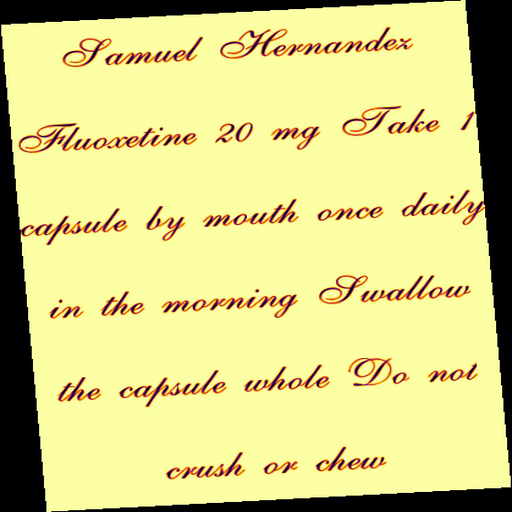 Samuel Hernandez
Fluoxetine 20 mg Take 1
capsule by mouth once daily
in the morning Swallow
the capsule whole Do not
crush or chew